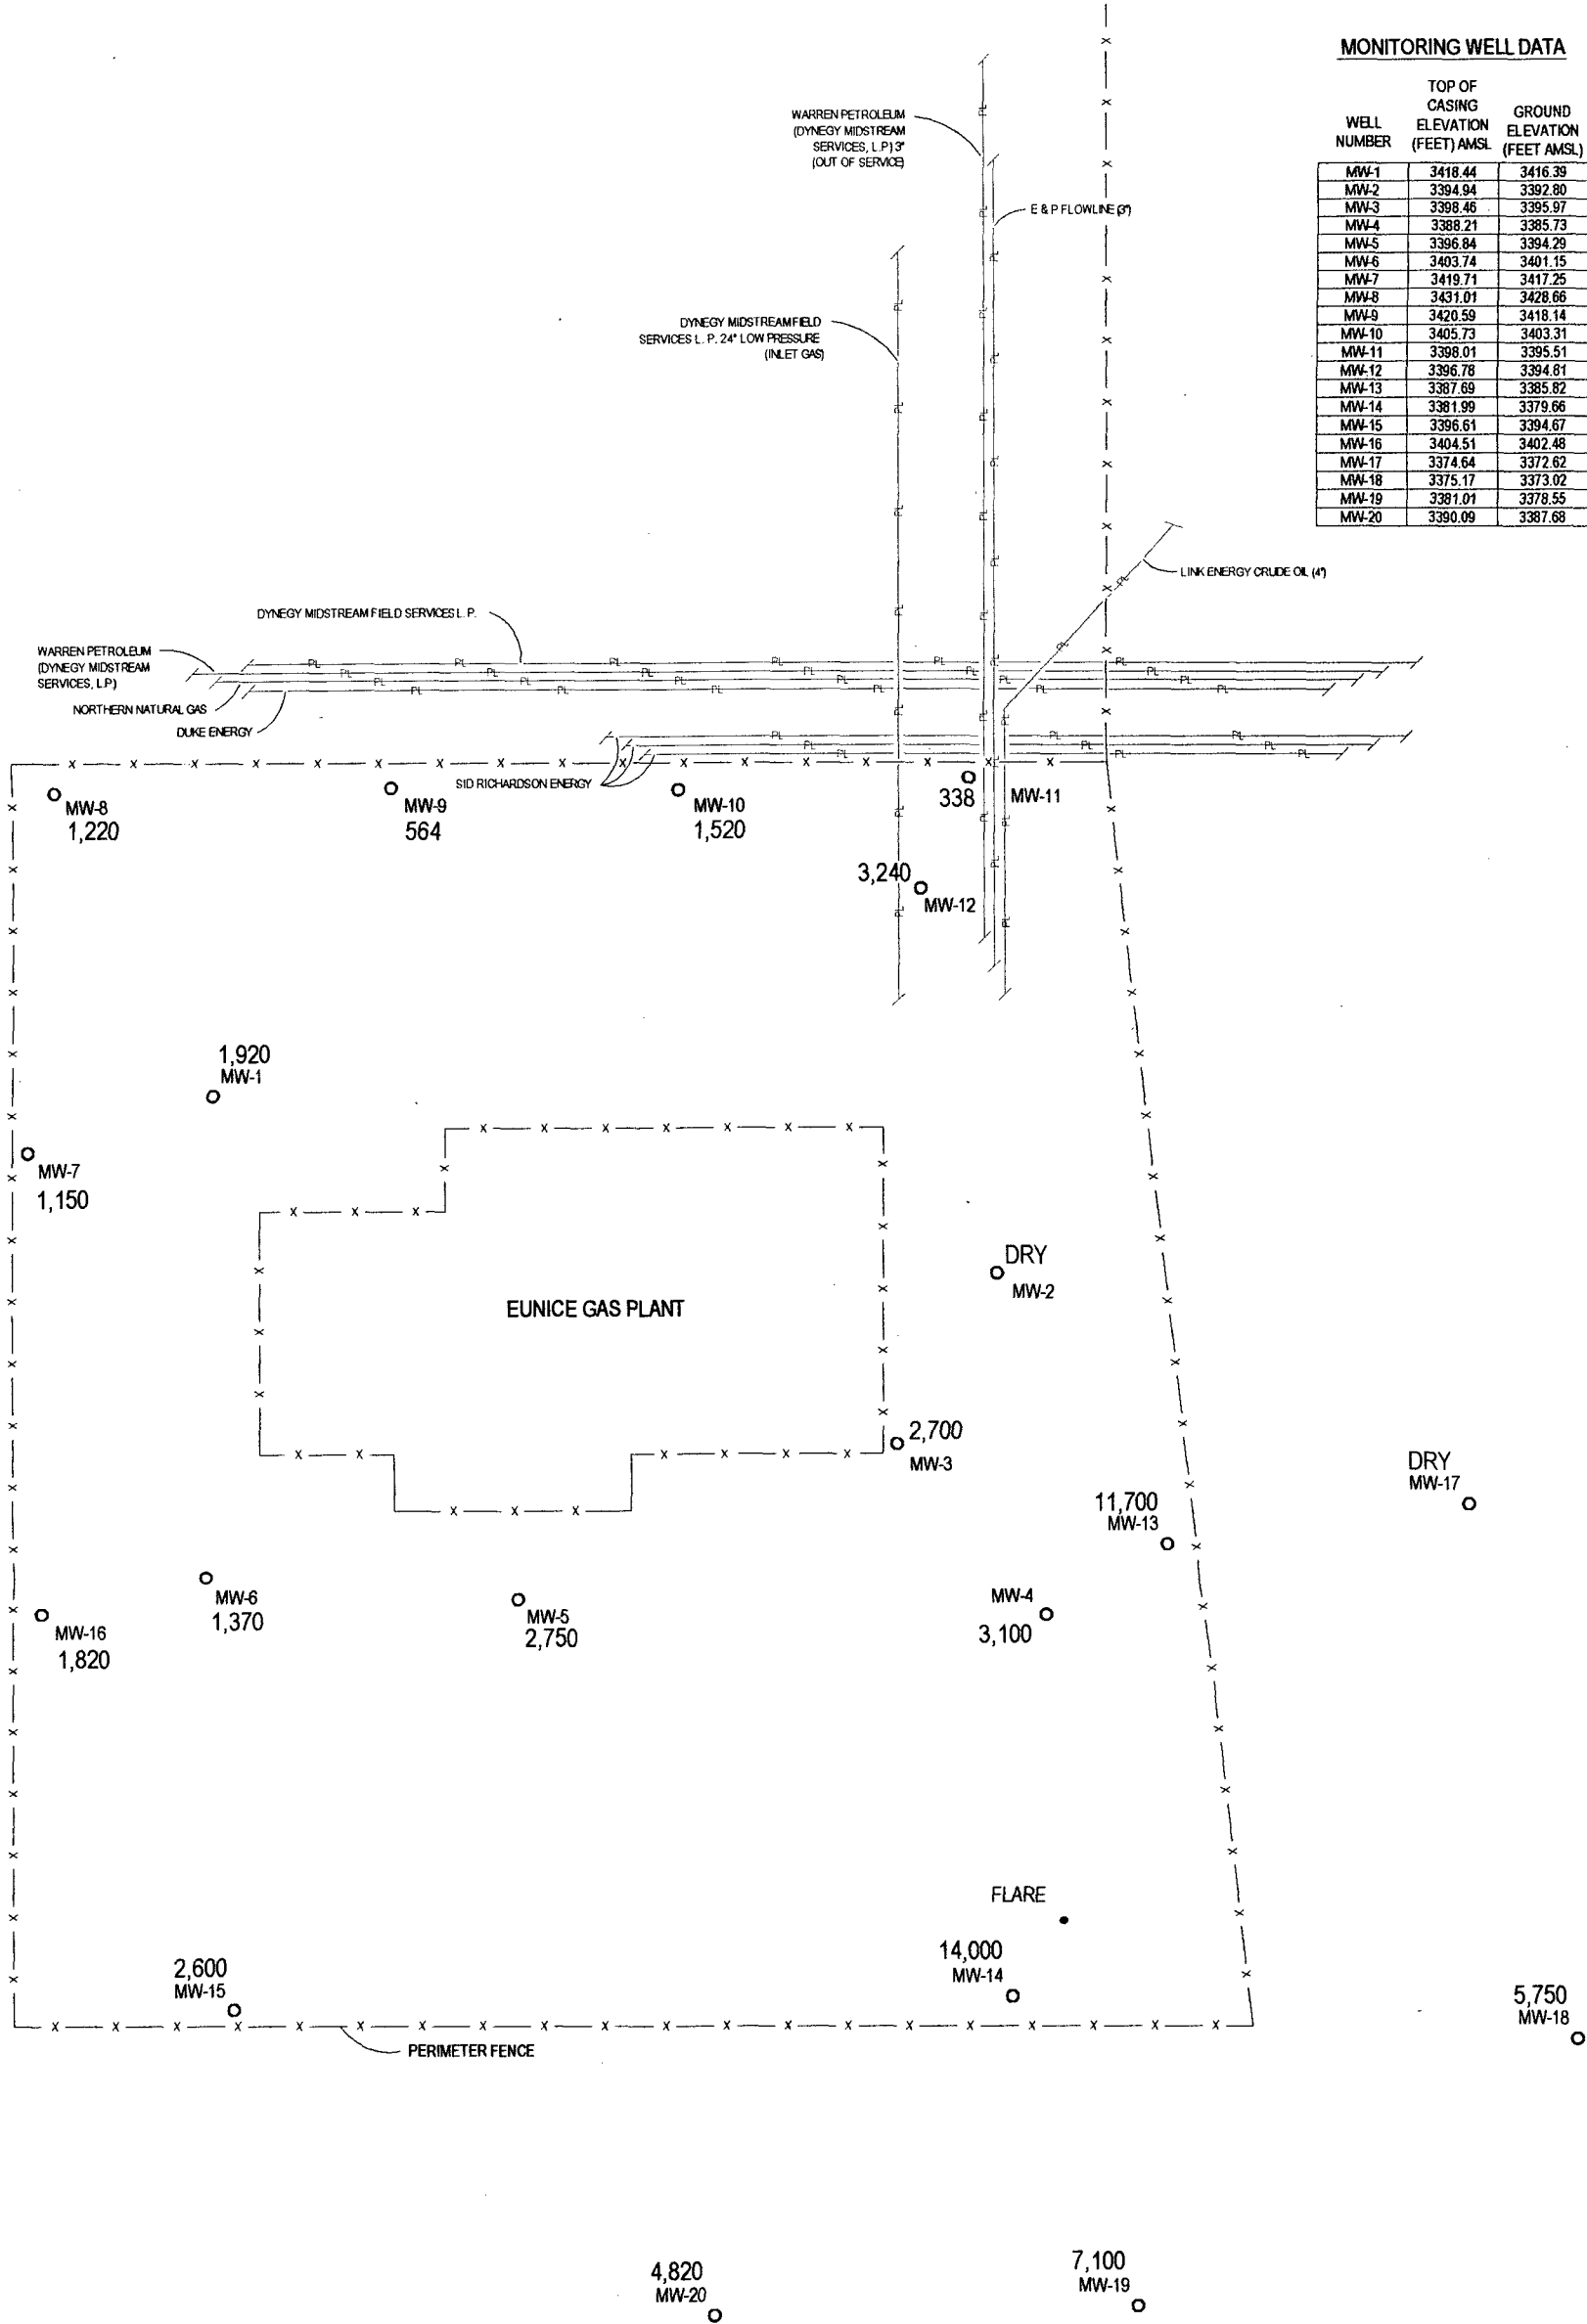 MONITORING WELL DATA
WELL NUMBER | TOP OF CASING ELEVATION (FEET) AMSL | GROUND ELEVATION (FEET AMSL)
MW-1 3418.44 3416.39
MW-2 3394.94 3392.80
MW-3 3398.46 3395.97
MW-4 3388.21 3385.73
MW-5 3396.84 3394.29
MW-6 3403.74 3401.15
MW-7 3419.71 3417.25
MW-8 3431.01 3428.66
MW-9 3420.59 3418.14
MW-10 3405.73 3403.31
MW-11 3398.01 3395.51
MW-12 3396.78 3394.81
MW-13 3387.69 3385.82
MW-14 3381.99 3379.66
MW-15 3396.61 3394.67
MW-16 3404.51 3402.48
MW-17 3374.64 3372.62
MW-18 3375.17 3373.02
MW-19 3381.01 3378.55
MW-20 3390.09 3387.68
WARREN PETROLEUM
(DYNEGY MIDSTREAM
SERVICES, L.P) 3"
(OUT OF SERVICE)
E & P FLOWLINE (3")
DYNEGY MIDSTREAM FIELD
SERVICES L. P. 24" LOW PRESSURE
(INLET GAS)
LINK ENERGY CRUDE OIL (4")
DYNEGY MIDSTREAM FIELD SERVICES L. P.
WARREN PETROLEUM
(DYNEGY MIDSTREAM
SERVICES, L.P)
NORTHERN NATURAL GAS
DUKE ENERGY
SID RICHARDSON ENERGY
MW-8
1,220
MW-9
564
MW-10
1,520
338
MW-11
3,240
MW-12
1,920
MW-1
MW-7
1,150
DRY
MW-2
EUNICE GAS PLANT
2,700
MW-3
DRY
MW-17
11,700
MW-13
MW-6
1,370
MW-5
2,750
MW-4
3,100
MW-16
1,820
FLARE
14,000
MW-14
2,600
MW-15
5,750
MW-18
PERIMETER FENCE
4,820
MW-20
7,100
MW-19